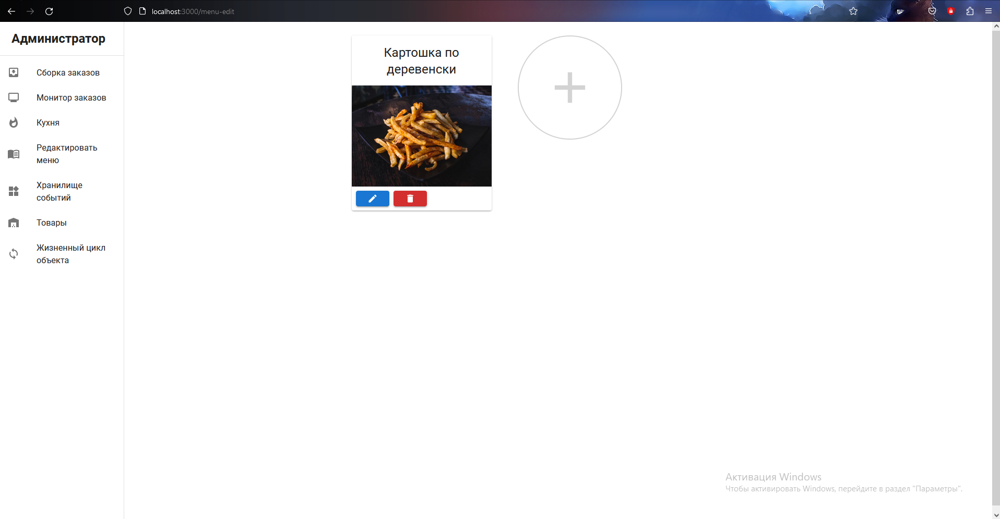 localhost:3000/menu-edit
Администратор
Сборка заказов
Монитор заказов
Кухня
Редактировать
меню
Хранилище
событий
Товары
Жизненный цикл
объекта
Картошка по
деревенски
Активация Windows
Чтобы активировать Windows, перейдите в раздел "Параметры".